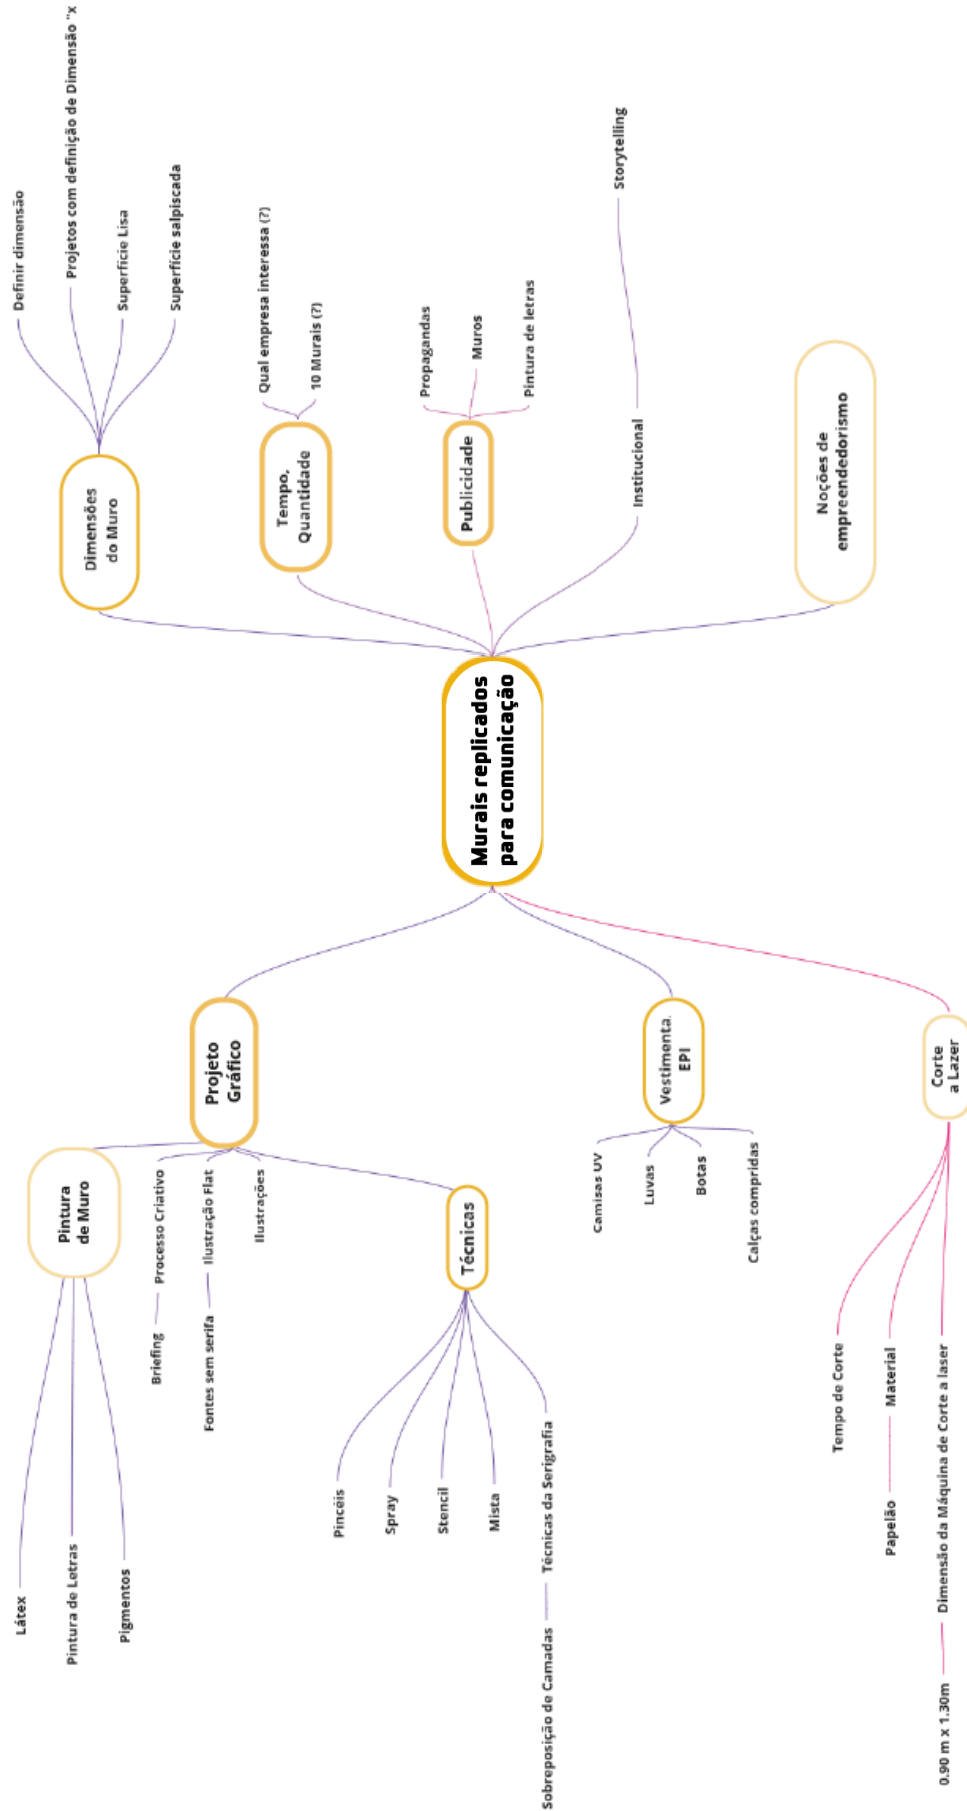 Murais replicados
para comunicação
Dimensões
do Muro
Definir dimensão
Projetos com definição de Dimensão "x
Superfície Lisa
Superfície salpiscada
Tempo,
Quantidade
Qual empresa interessa (?)
10 Murais (?)
Publicidade
Propagandas
Muros
Pintura de letras
Institucional
Storytelling
Noções de
empreendedorismo
Projeto
Gráfico
Pintura
de Muro
Látex
Pintura de Letras
Pigmentos
Processo Criativo
Briefing
Ilustração Flat
Fontes sem serifa
Ilustrações
Técnicas
Pincéis
Spray
Stencil
Mista
Técnicas da Serigrafia
Sobreposição de Camadas
Vestimenta.
EPI
Camisas UV
Luvas
Botas
Calças compridas
Corte
a Lazer
Tempo de Corte
Material
Papelão
Dimensão da Máquina de Corte a laser
0.90 m x 1.30m